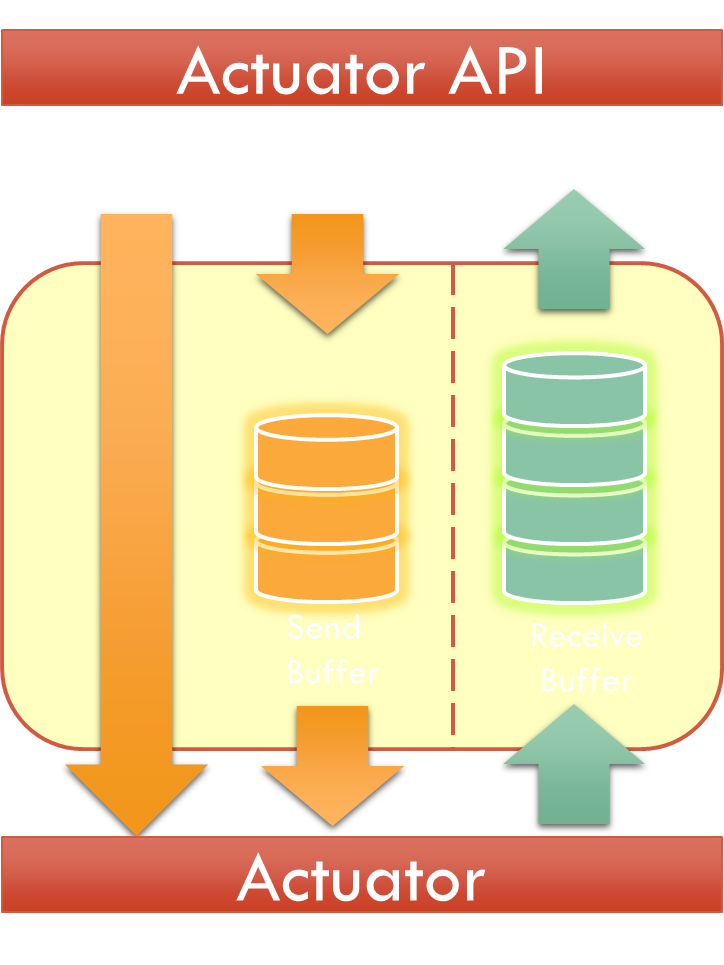 Actuator API
Send
Buffer
Receive
Buffer
Actuator